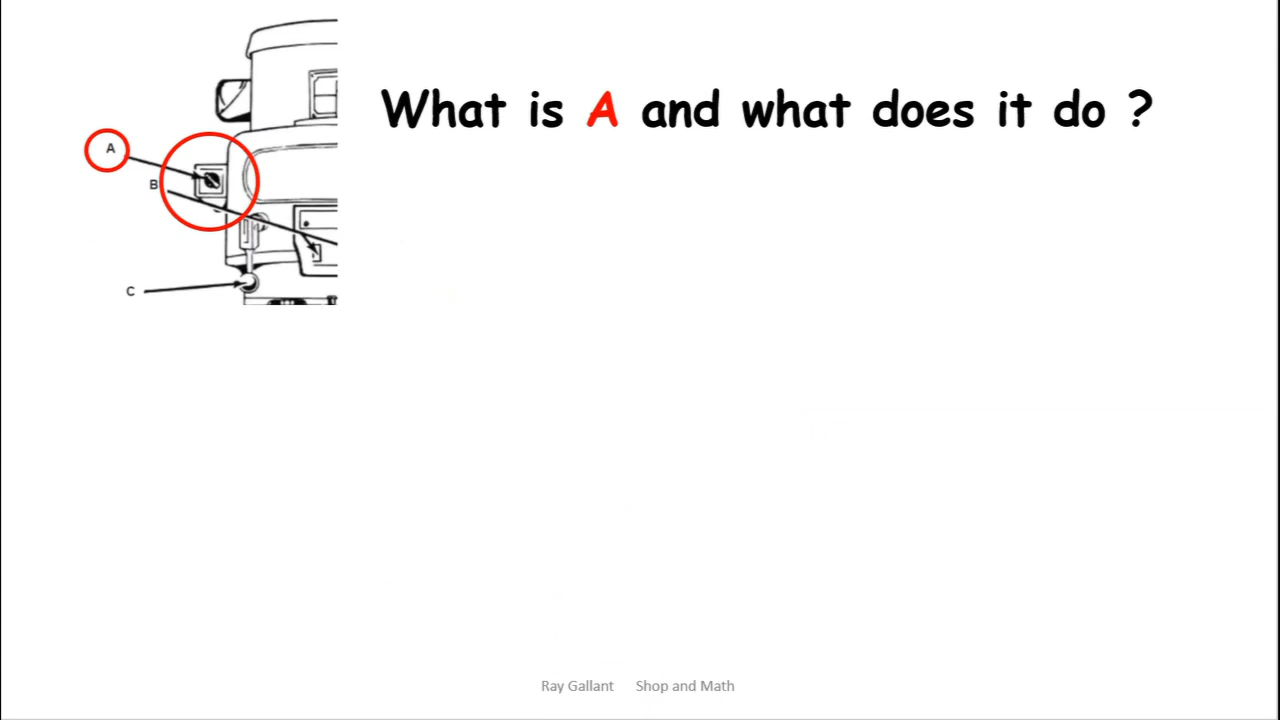 What is A and what does it do ?
A
B
C
Ray Gallant Shop and Math